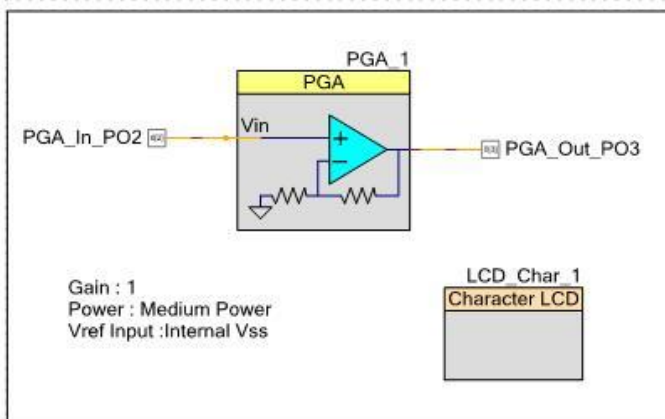 PGA_1
PGA
PGA_In_PO2
Vin
PGA_Out_PO3
Gain : 1
Power : Medium Power
Vref Input :Internal Vss
LCD_Char_1
Character LCD